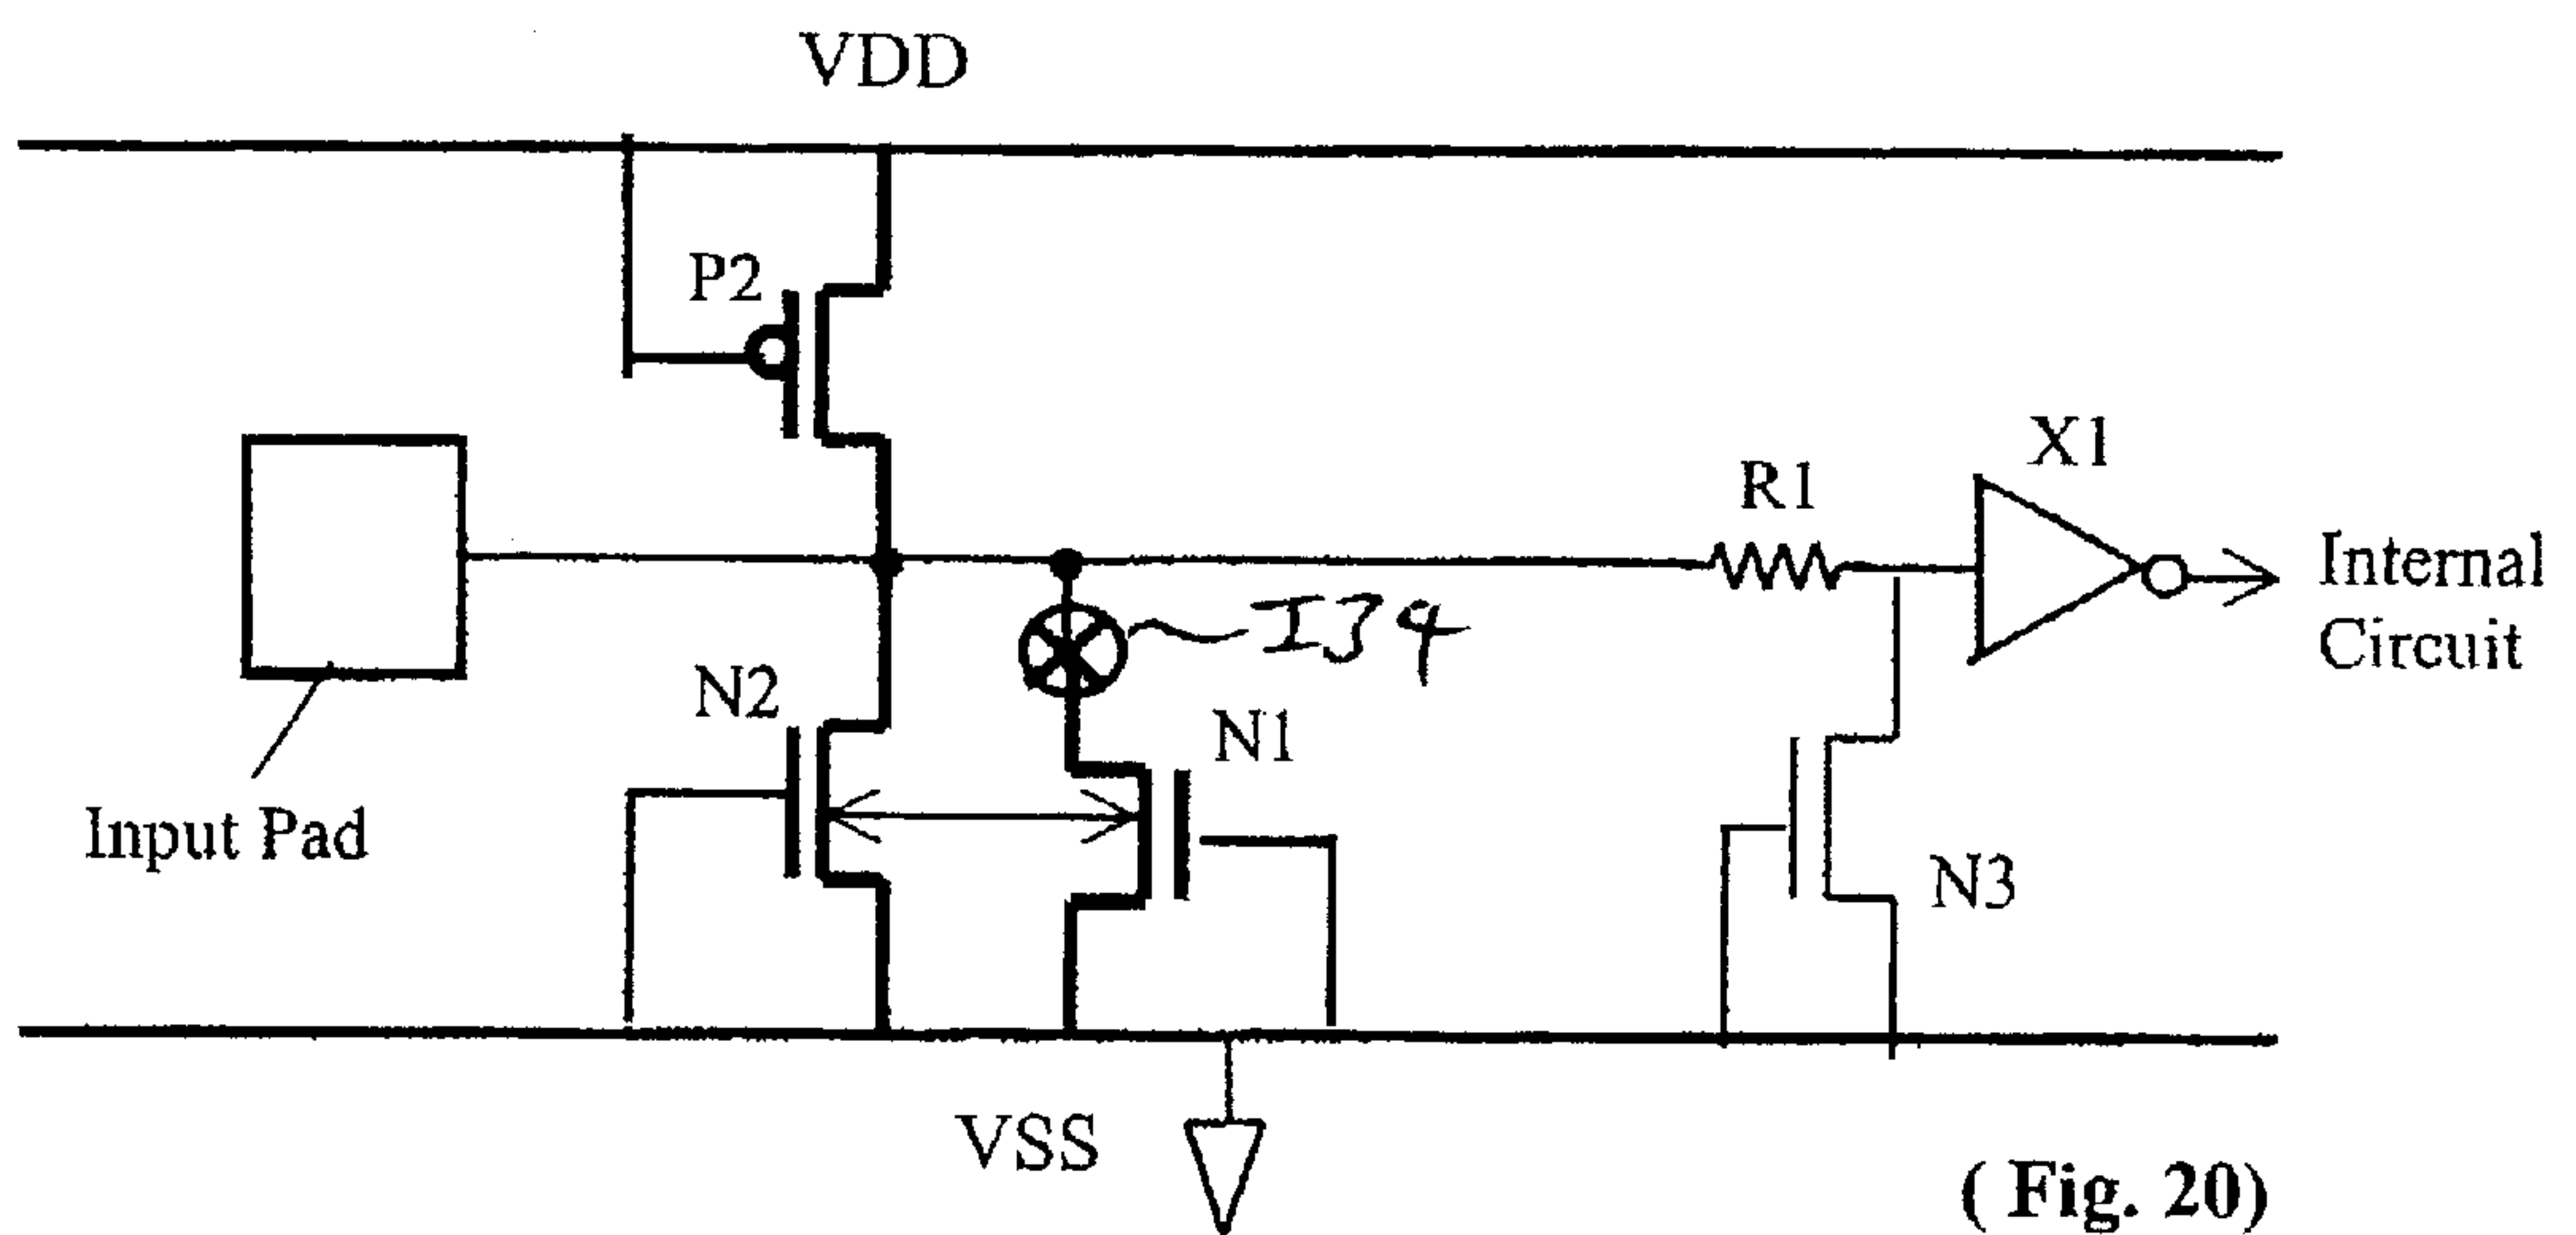 VDD
P2
X1
R1
Internal
Circuit
I34
N2
N1
Input Pad
N3
VSS
( Fig. 20)